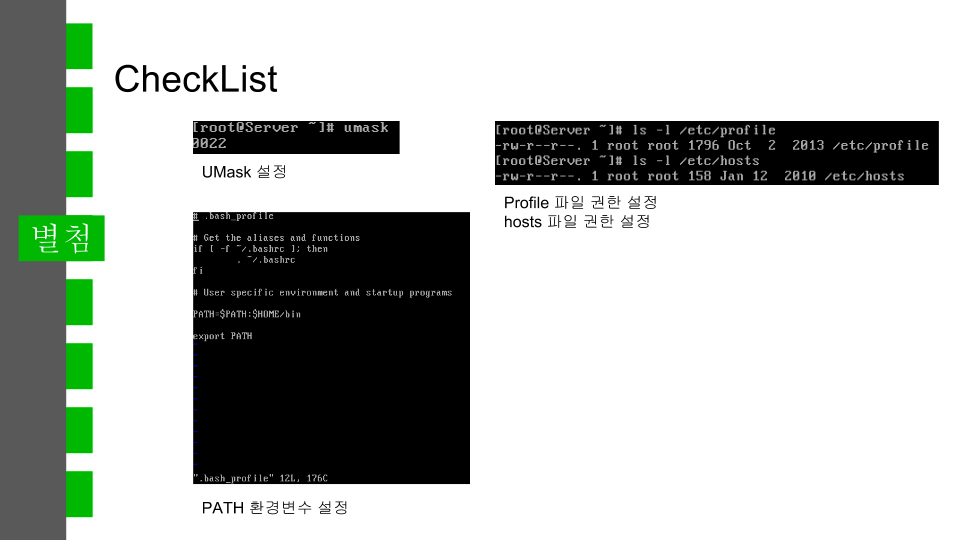 CheckList
[root@Server ~]# umask
0022
UMask 설정
[root@Server ~]# ls -l /etc/profile
-rw-r--r--. 1 root root 1796 Oct  2  2013 /etc/profile
[root@Server ~]# ls -l /etc/hosts
-rw-r--r--. 1 root root 158 Jan 12  2010 /etc/hosts
Profile 파일 권한 설정
hosts 파일 권한 설정
별첨
# .bash_profile
# Get the aliases and functions
if [ -f ~/.bashrc ]; then
        . ~/.bashrc
fi
# User specific environment and startup programs
PATH=$PATH:$HOME/bin
export PATH
".bash_profile" 12L, 176C
PATH 환경변수 설정